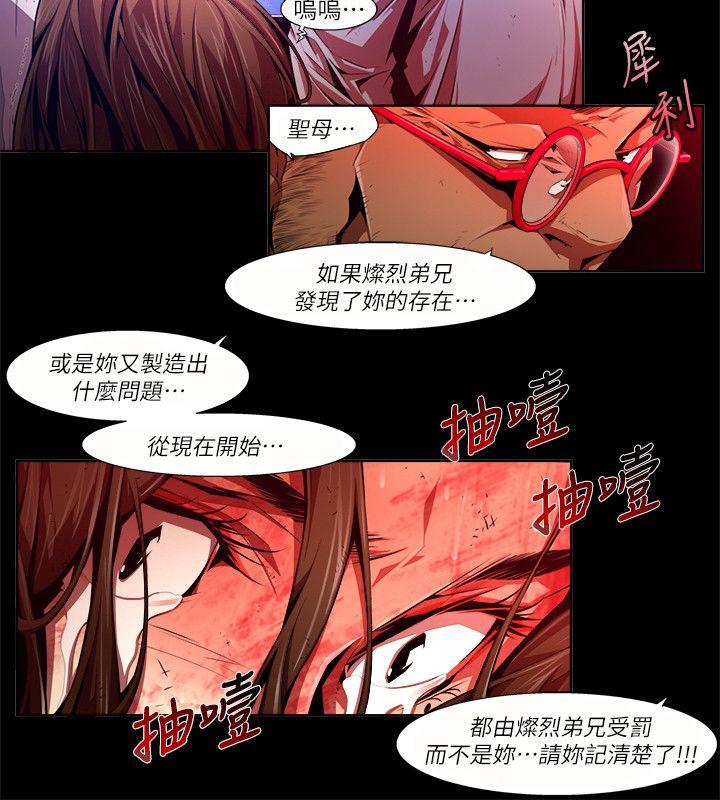 嗚嗚…
犀利
聖母…
如果燦烈弟兄
發現了妳的存在…
或是妳又製造出
什麼問題…
從現在開始…
抽噎
抽噎
抽噎
都由燦烈弟兄受罰
而不是妳…請妳記清楚了!!!